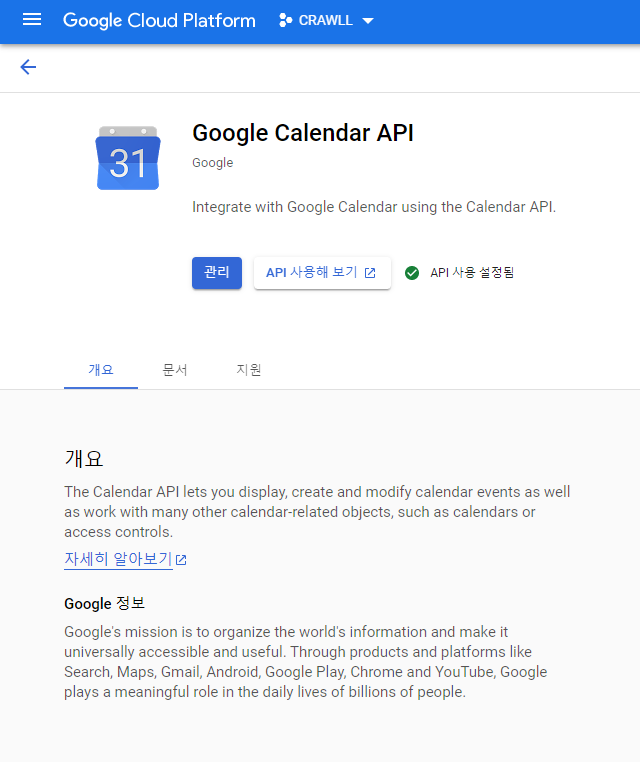 Google Cloud Platform CRAWLL
31
Google Calendar API
Google
Integrate with Google Calendar using the Calendar API.
관리 API 사용해 보기 API 사용 설정됨
개요 문서 지원
개요
The Calendar API lets you display, create and modify calendar events as well
as work with many other calendar-related objects, such as calendars or
access controls.
자세히 알아보기
Google 정보
Google's mission is to organize the world's information and make it
universally accessible and useful. Through products and platforms like
Search, Maps, Gmail, Android, Google Play, Chrome and YouTube, Google
plays a meaningful role in the daily lives of billions of people.